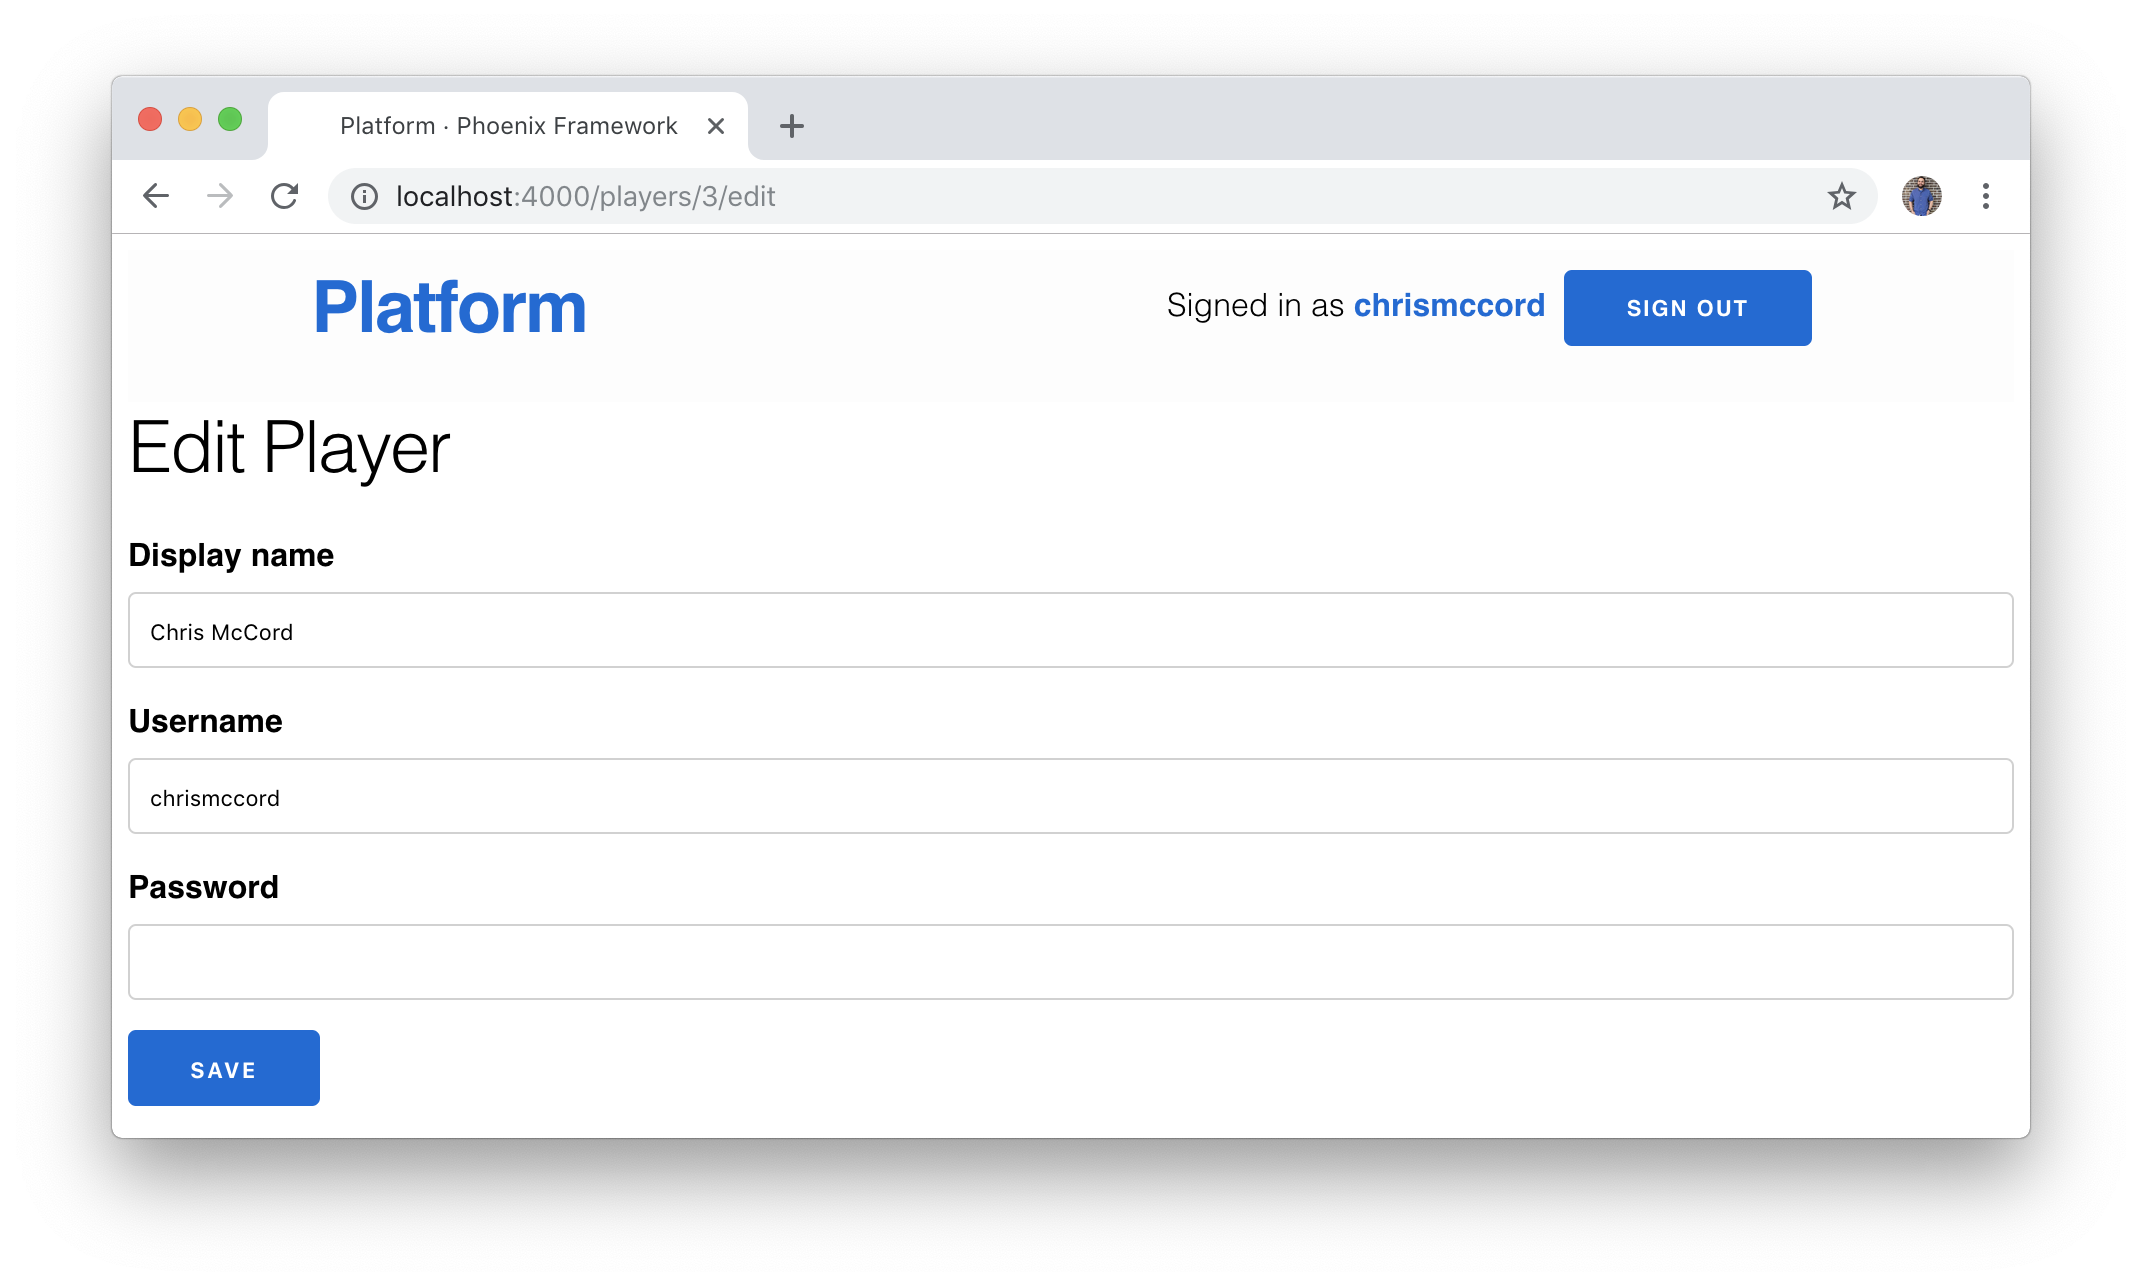 Platform · Phoenix Framework
localhost:4000/players/3/edit
Platform
Signed in as chrismccord SIGN OUT
Edit Player
Display name
Chris McCord
Username
chrismccord
Password
SAVE